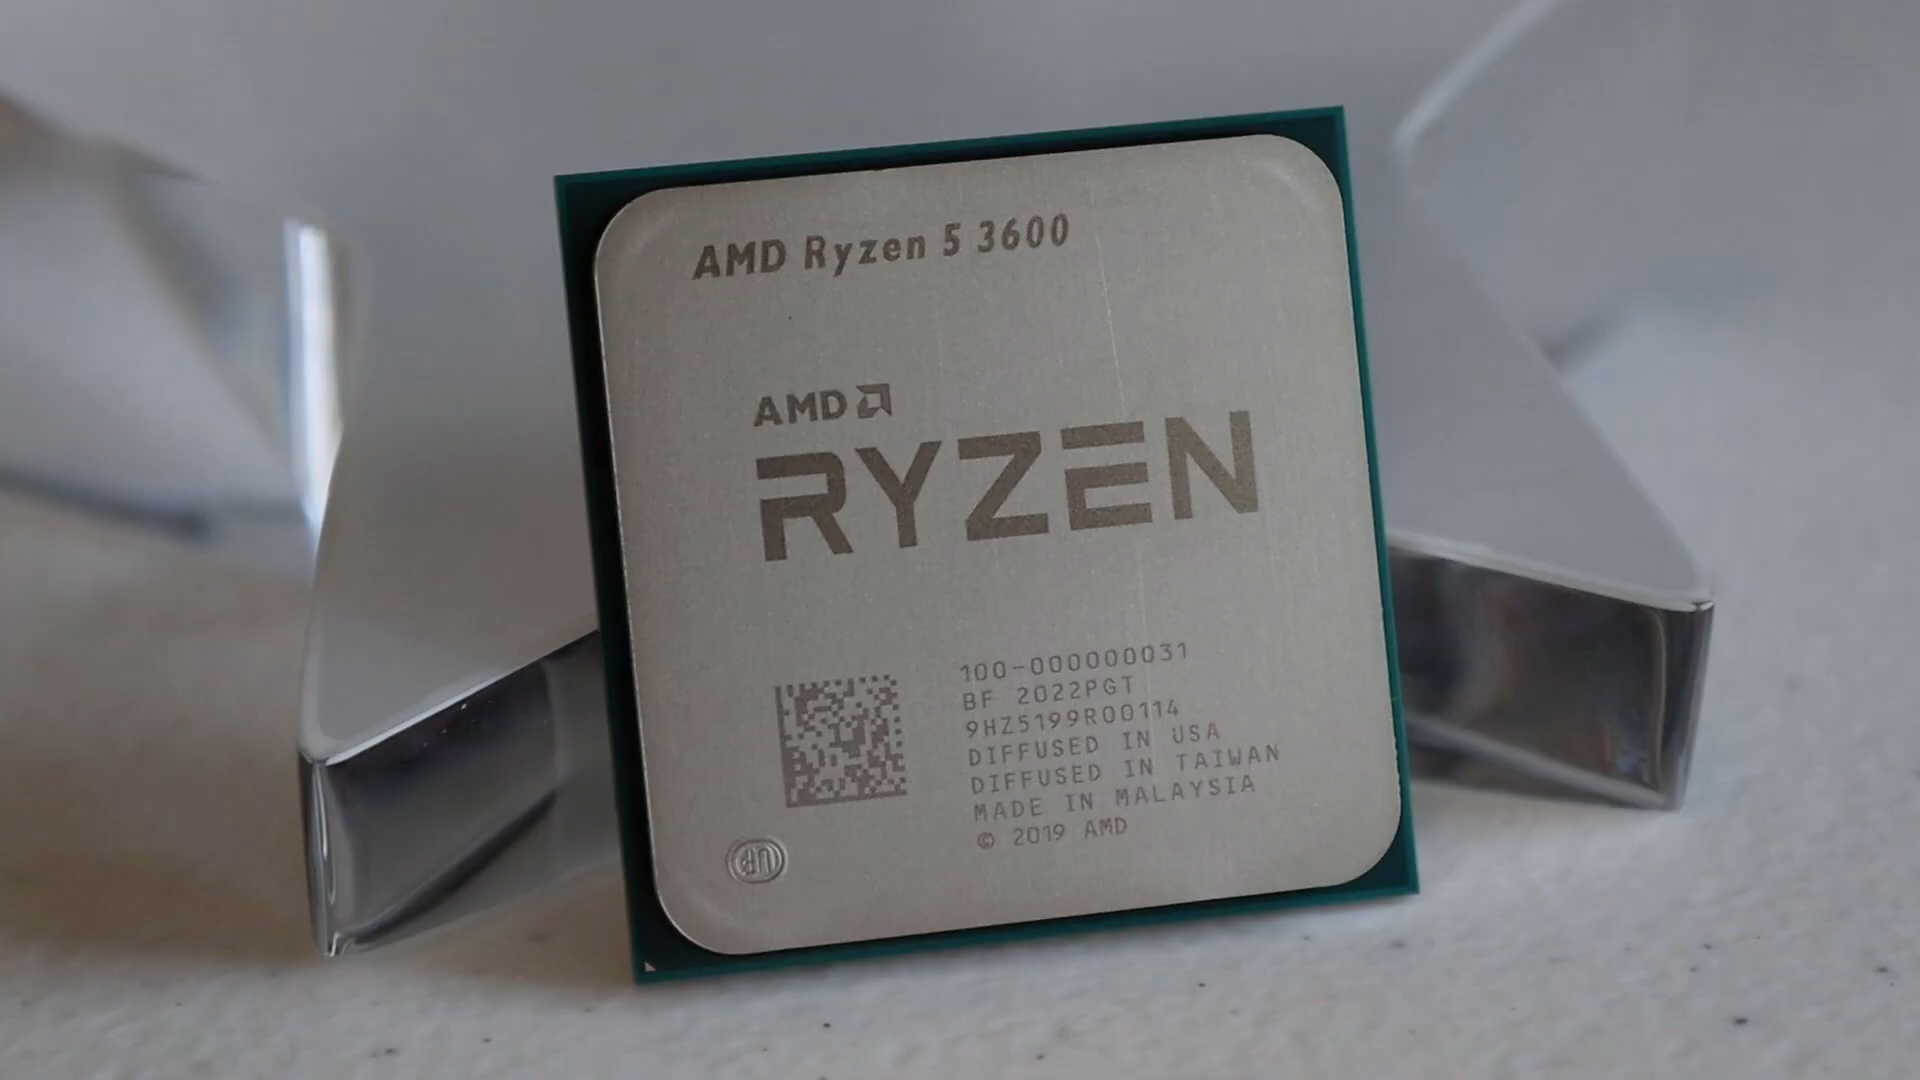 AMD Ryzen 5 3600
AMD
RYZEN
100-000000031
BF 2022PGT
9HZ5199R00114
DIFFUSED IN USA
DIFFUSED IN TAIWAN
MADE IN MALAYSIA
© 2019 AMD